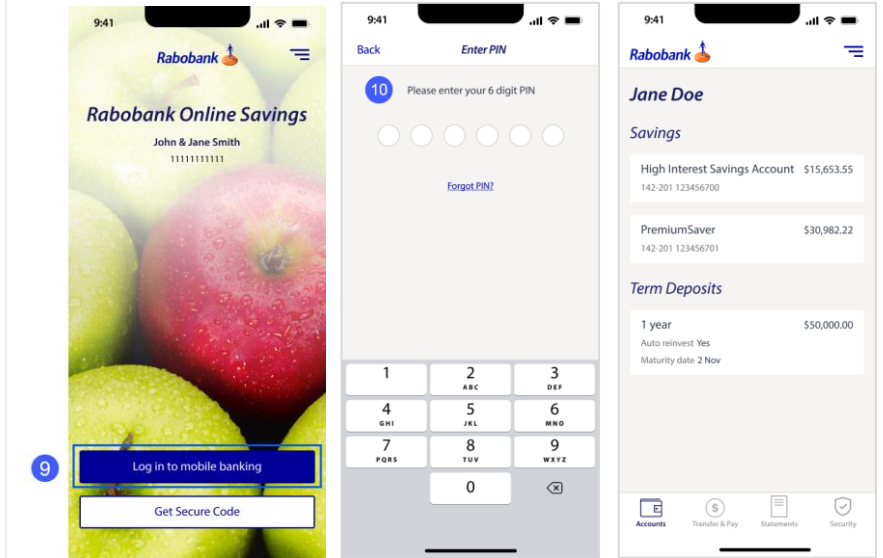 9:41
Rabobank
Rabobank Online Savings
John & Jane Smith
11111111111
9
Log in to mobile banking
Get Secure Code
9:41
Back
Enter PIN
10
Please enter your 6 digit PIN
Forgot PIN?
1
2
ABC
3
DEF
4
GHI
5
JKL
6
MNO
7
PQRS
8
TUV
9
WXYZ
0
9:41
Rabobank
Jane Doe
Savings
High Interest Savings Account $15,653.55
142-201 123456700
PremiumSaver $30,982.22
142-201 123456701
Term Deposits
1 year $50,000.00
Auto reinvest Yes
Maturity date 2 Nov
Accounts
Transfer & Pay
Statements
Security